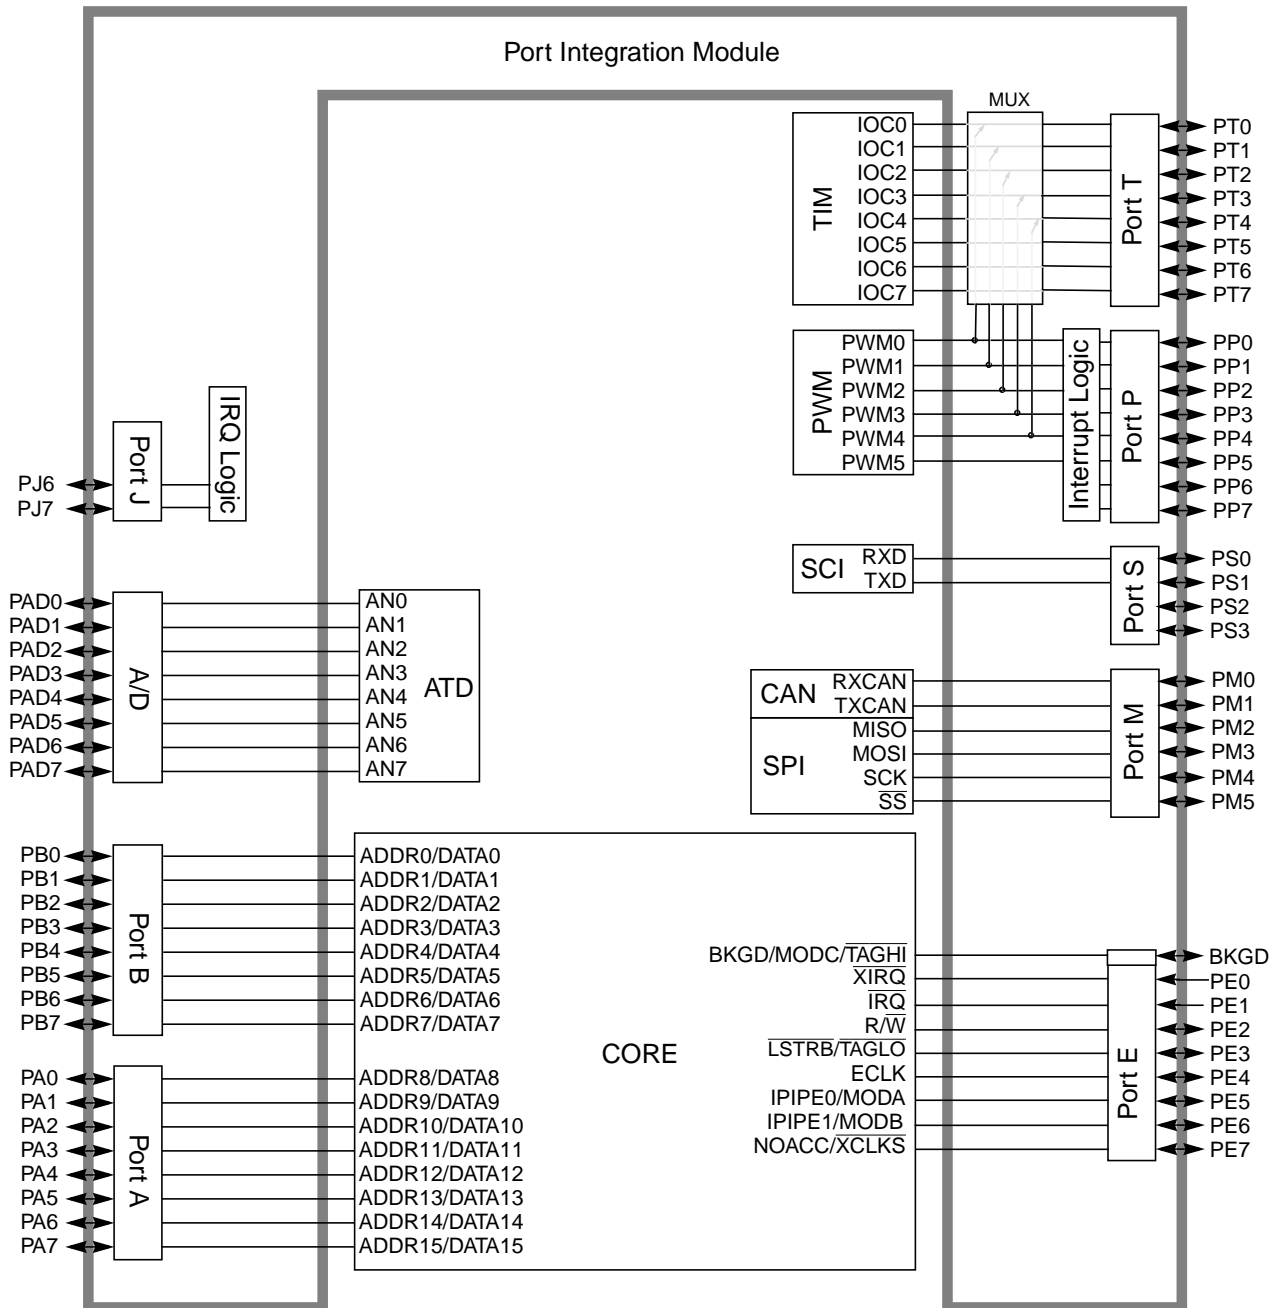 Port Integration Module
MUX
TIM
IOC0
IOC1
IOC2
IOC3
IOC4
IOC5
IOC6
IOC7
Port T
PT0
PT1
PT2
PT3
PT4
PT5
PT6
PT7
PWM
PWM0
PWM1
PWM2
PWM3
PWM4
PWM5
Interrupt Logic
Port P
PP0
PP1
PP2
PP3
PP4
PP5
PP6
PP7
PJ6
PJ7
Port J
IRQ Logic
SCI
RXD
TXD
Port S
PS0
PS1
PS2
PS3
PAD0
PAD1
PAD2
PAD3
PAD4
PAD5
PAD6
PAD7
A/D
AN0
AN1
AN2
AN3
AN4
AN5
AN6
AN7
ATD
CAN
RXCAN
TXCAN
SPI
MISO
MOSI
SCK
SS
Port M
PM0
PM1
PM2
PM3
PM4
PM5
PB0
PB1
PB2
PB3
PB4
PB5
PB6
PB7
Port B
ADDR0/DATA0
ADDR1/DATA1
ADDR2/DATA2
ADDR3/DATA3
ADDR4/DATA4
ADDR5/DATA5
ADDR6/DATA6
ADDR7/DATA7
PA0
PA1
PA2
PA3
PA4
PA5
PA6
PA7
Port A
ADDR8/DATA8
ADDR9/DATA9
ADDR10/DATA10
ADDR11/DATA11
ADDR12/DATA12
ADDR13/DATA13
ADDR14/DATA14
ADDR15/DATA15
CORE
BKGD/MODC/TAGHI
XIRQ
IRQ
R/W
LSTRB/TAGLO
ECLK
IPIPE0/MODA
IPIPE1/MODB
NOACC/XCLKS
Port E
BKGD
PE0
PE1
PE2
PE3
PE4
PE5
PE6
PE7